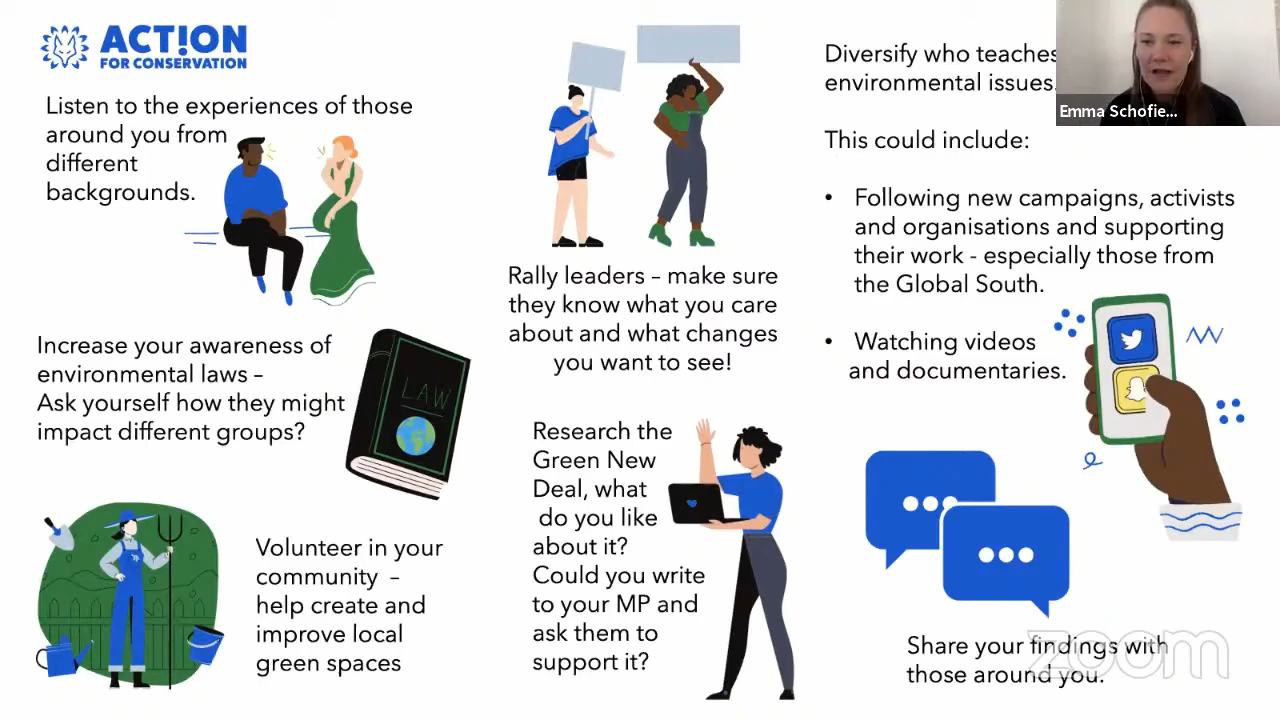 ACT!ON
FOR CONSERVATION
Listen to the experiences of those
around you from
different
backgrounds.
Increase your awareness of
environmental laws –
Ask yourself how they might
impact different groups?
LAW
Volunteer in your
community –
help create and
improve local
green spaces
Rally leaders – make sure
they know what you care
about and what changes
you want to see!
Research the
Green New
Deal, what
do you like
about it?
Could you write
to your MP and
ask them to
support it?
Diversify who teaches
environmental issues.
This could include:
• Following new campaigns, activists
and organisations and supporting
their work - especially those from
the Global South.
• Watching videos
and documentaries.
Share your findings with
those around you.
Emma Schofie...
zoom